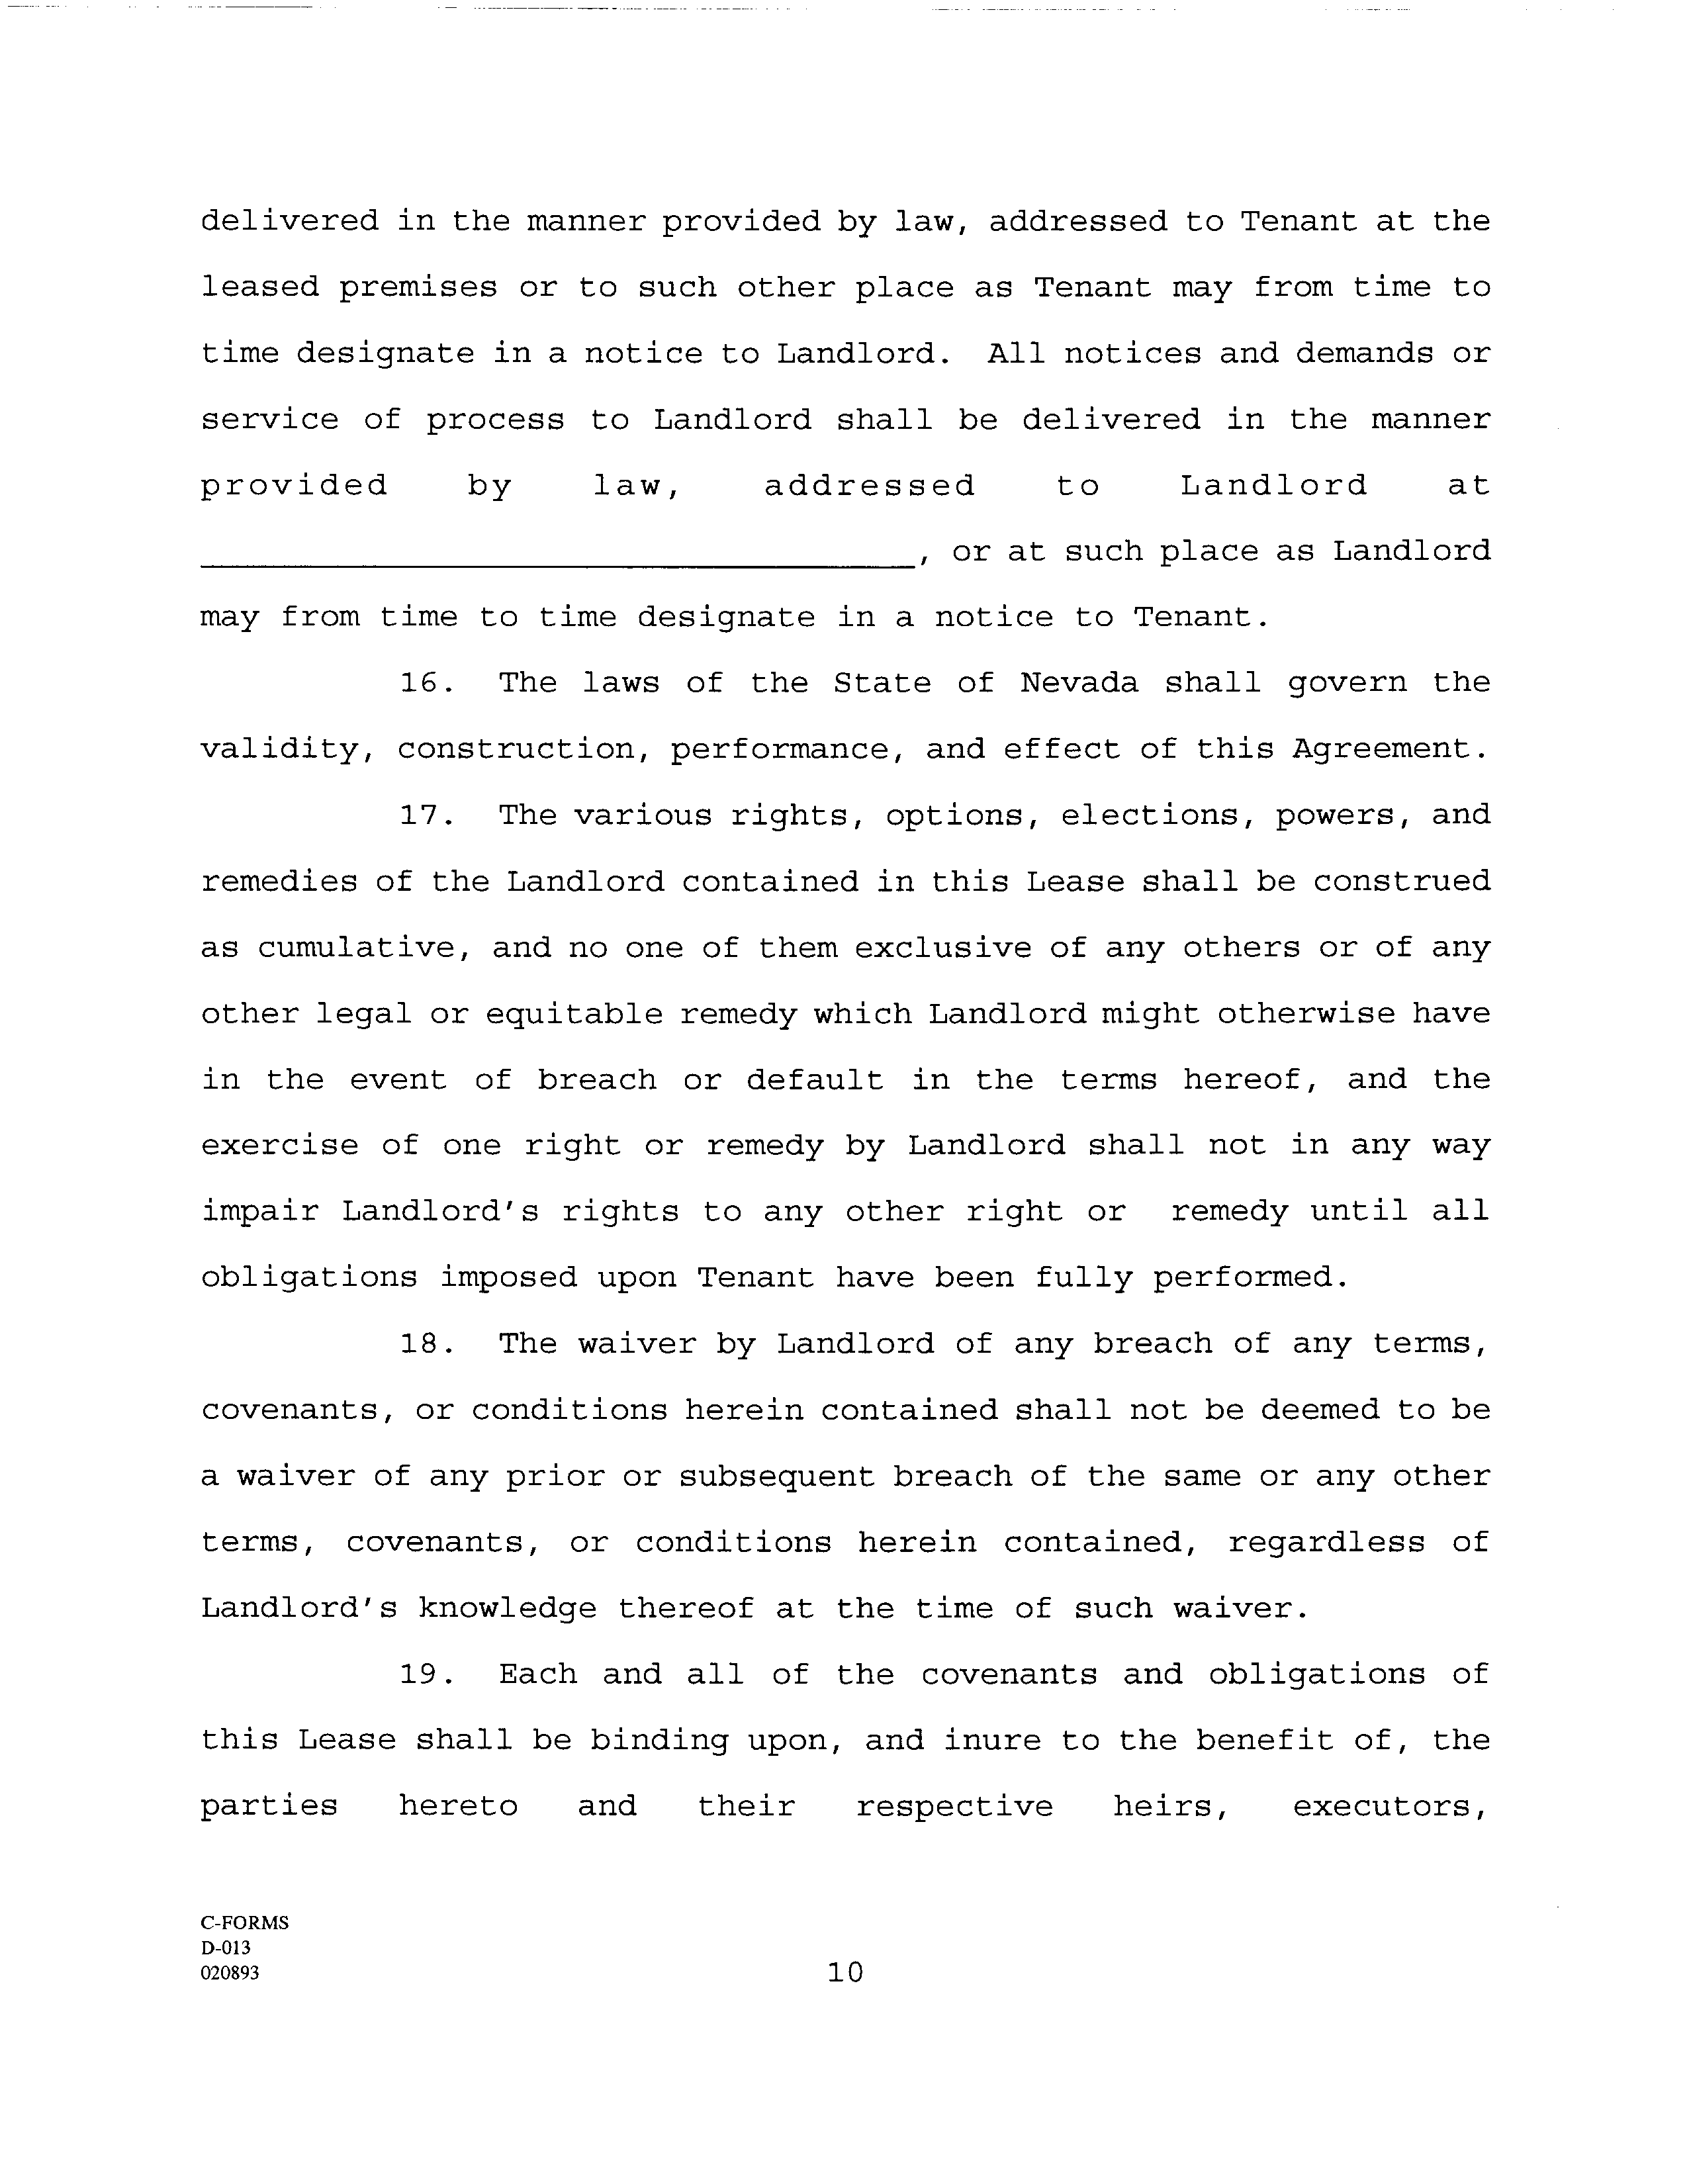 delivered in the manner provided by law, addressed to Tenant at the
leased premises or to such other place as Tenant may from time to
time designate in a notice to Landlord. All notices and demands or
service of process to Landlord shall be delivered in the manner
provided by law, addressed to Landlord at
____________________________________, or at such place as Landlord
may from time to time designate in a notice to Tenant.
16. The laws of the State of Nevada shall govern the
validity, construction, performance, and effect of this Agreement.
17. The various rights, options, elections, powers, and
remedies of the Landlord contained in this Lease shall be construed
as cumulative, and no one of them exclusive of any others or of any
other legal or equitable remedy which Landlord might otherwise have
in the event of breach or default in the terms hereof, and the
exercise of one right or remedy by Landlord shall not in any way
impair Landlord's rights to any other right or remedy until all
obligations imposed upon Tenant have been fully performed.
18. The waiver by Landlord of any breach of any terms,
covenants, or conditions herein contained shall not be deemed to be
a waiver of any prior or subsequent breach of the same or any other
terms, covenants, or conditions herein contained, regardless of
Landlord's knowledge thereof at the time of such waiver.
19. Each and all of the covenants and obligations of
this Lease shall be binding upon, and inure to the benefit of, the
parties hereto and their respective heirs, executors,
C-FORMS
D-013
020893
10